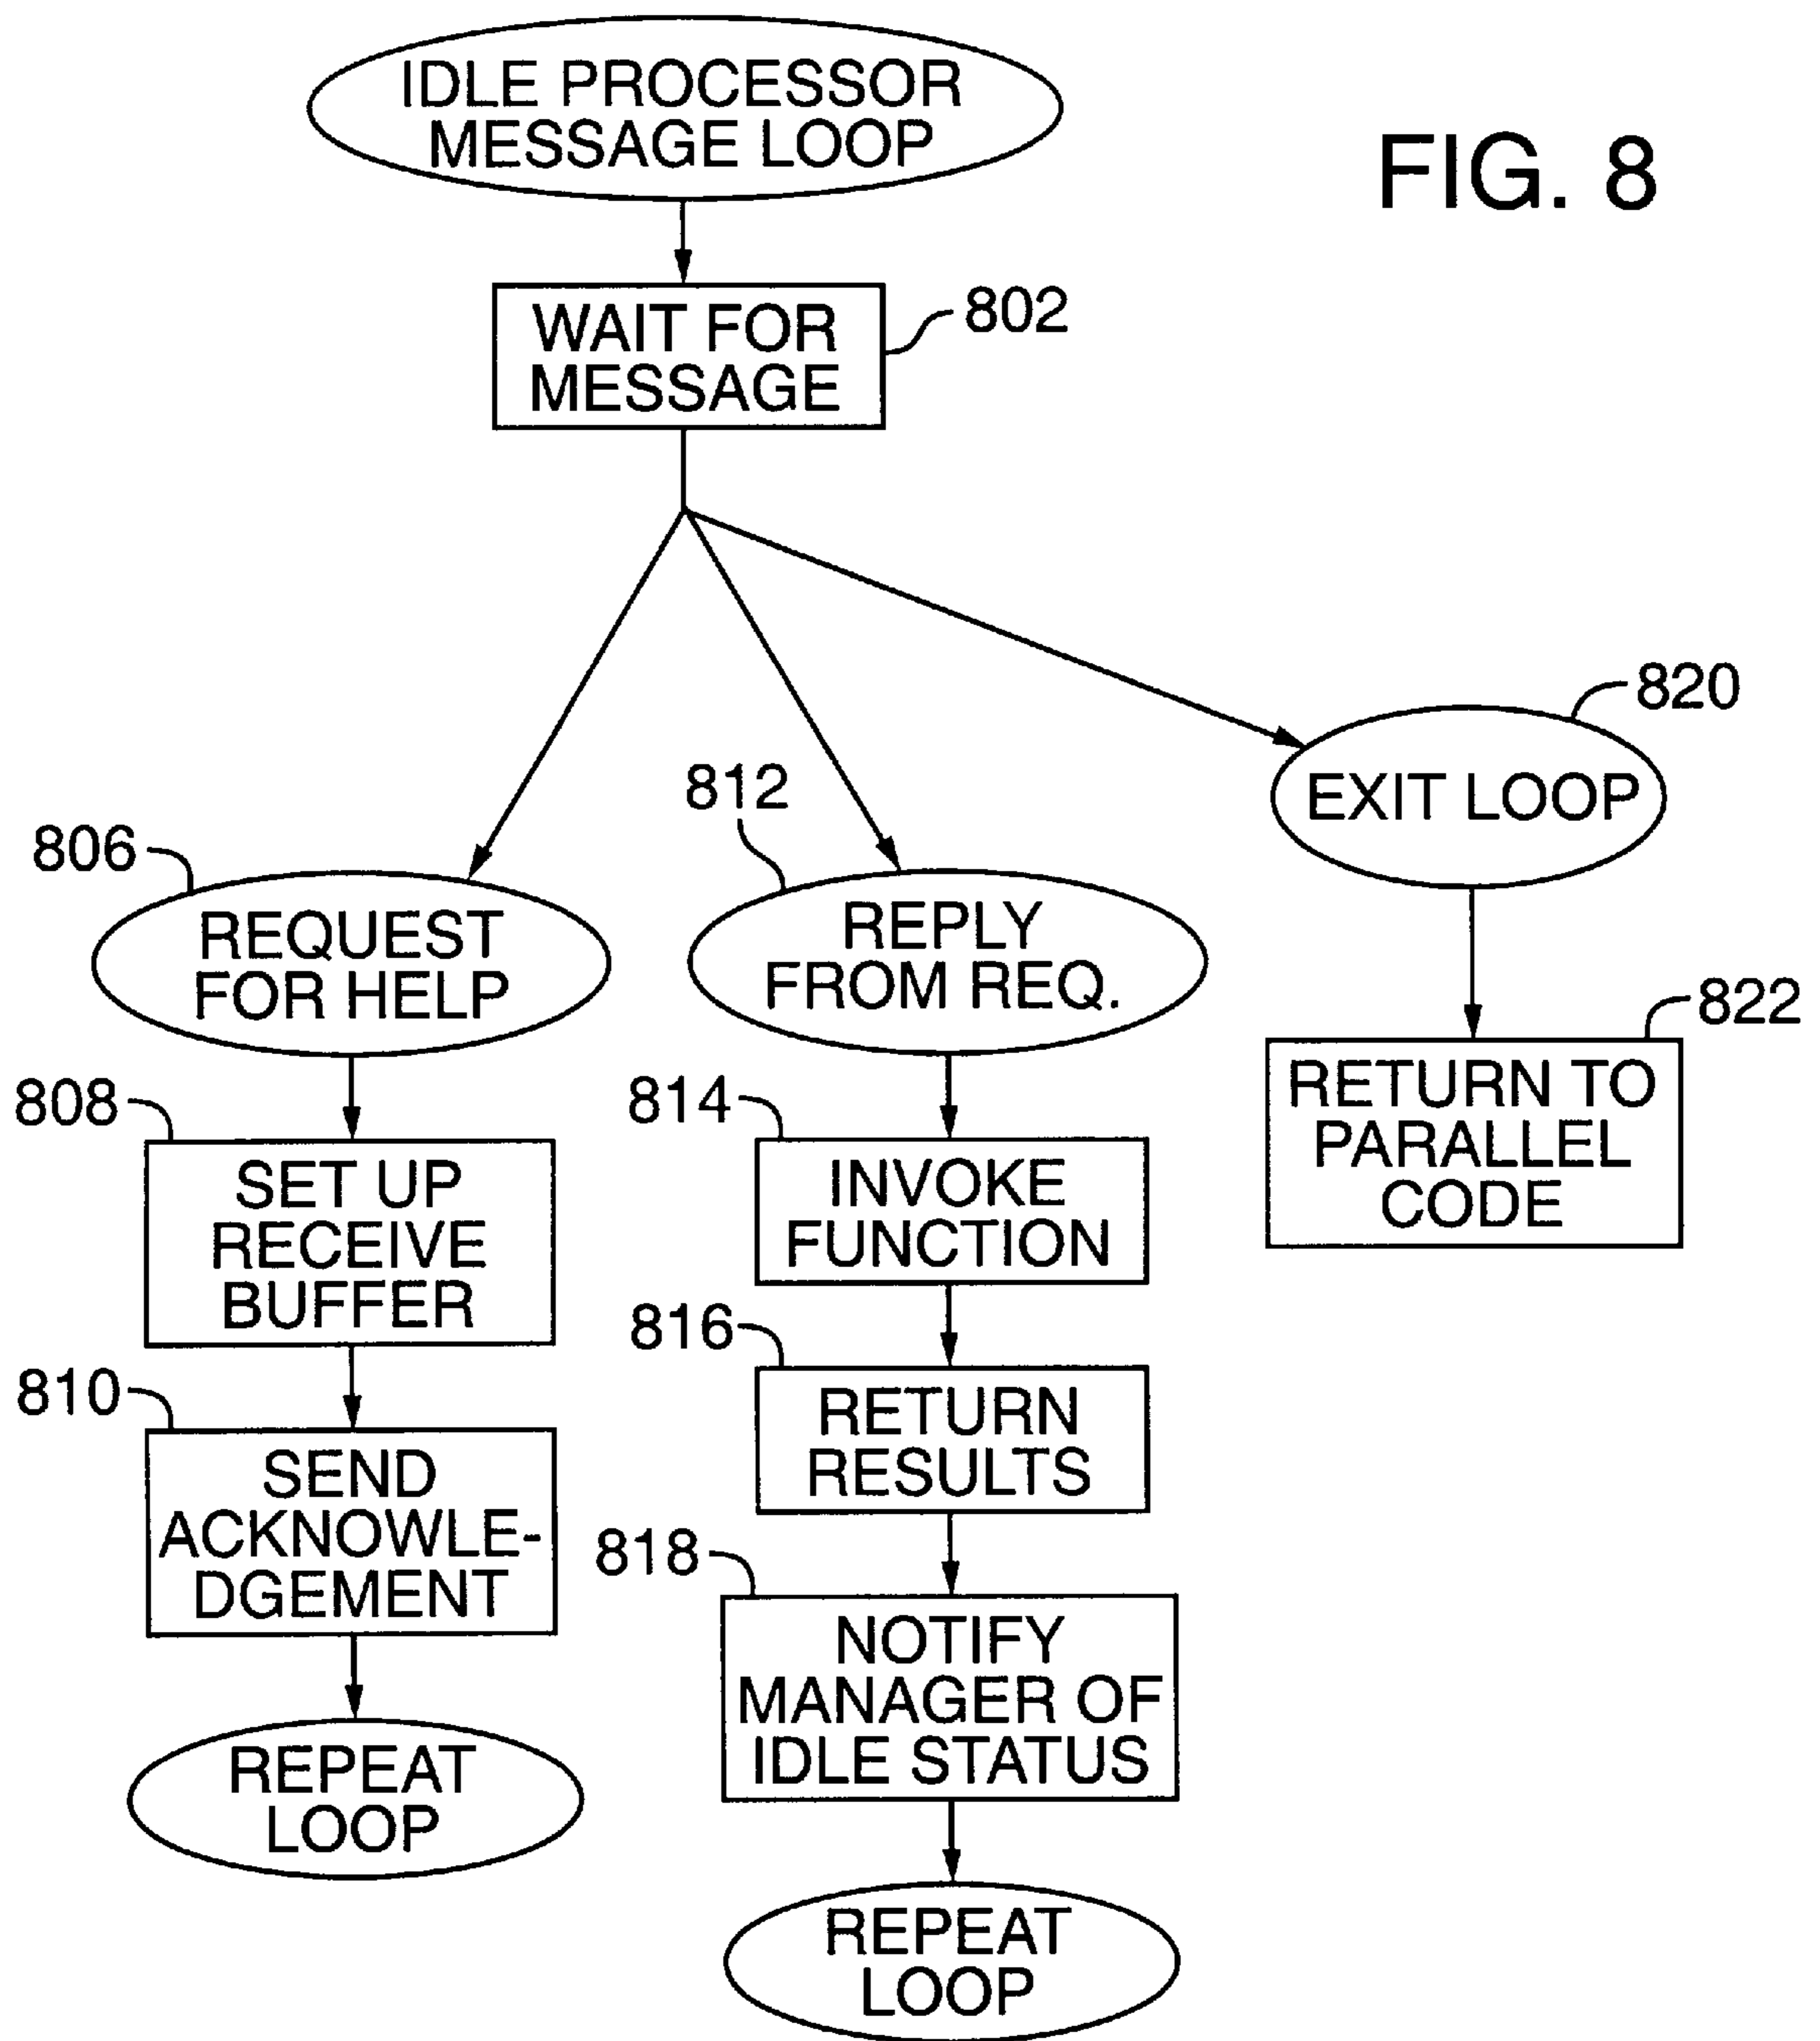 IDLE PROCESSOR
MESSAGE LOOP
FIG. 8
WAIT FOR
MESSAGE
802
820
EXIT LOOP
812
806
REQUEST
FOR HELP
REPLY
FROM REQ.
822
RETURN TO
PARALLEL
CODE
808
SET UP
RECEIVE
BUFFER
814
INVOKE
FUNCTION
816
RETURN
RESULTS
810
SEND
ACKNOWLE-
DGEMENT
818
NOTIFY
MANAGER OF
IDLE STATUS
REPEAT
LOOP
REPEAT
LOOP